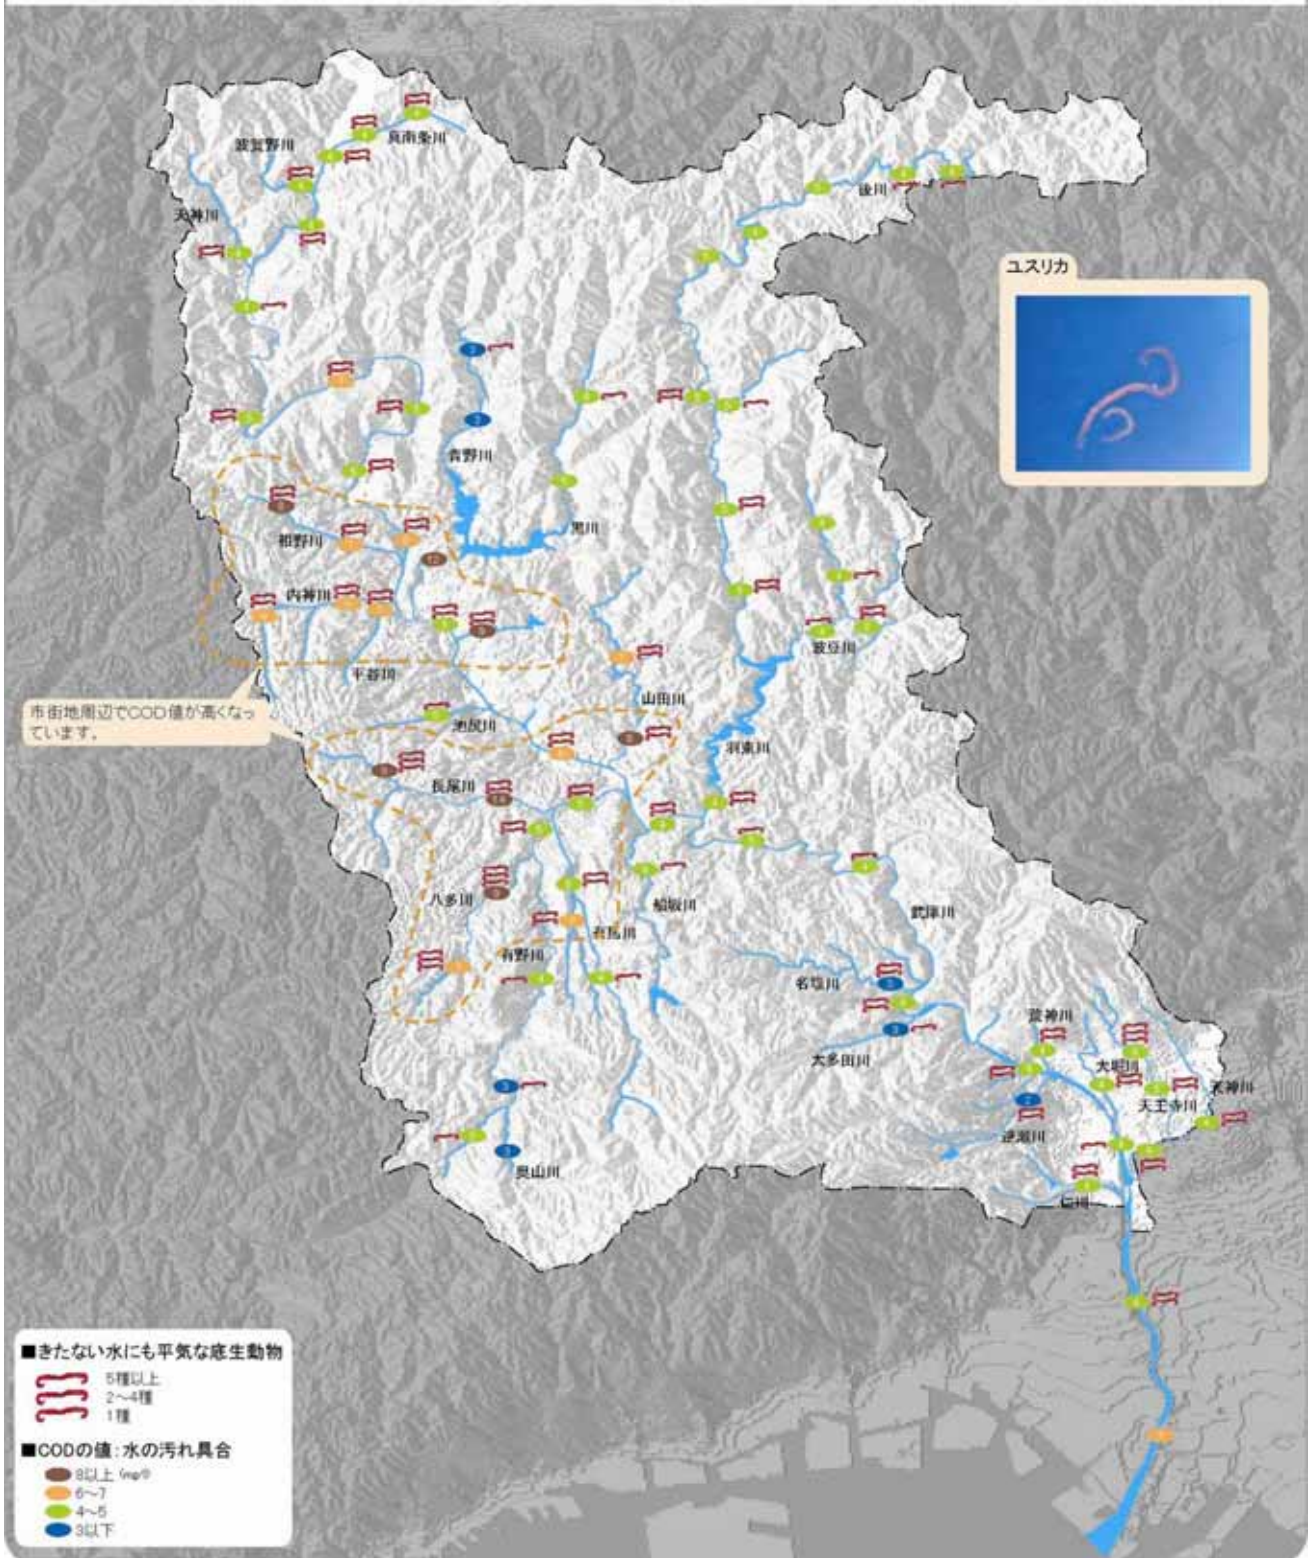 真南条川
波賀野川
天神川
後川
ユスリカ
青野川
黒川
相野川
内神川
平谷川
波豆川
山田川
市街地周辺でCOD値が高くなっ
ています。
池尻川
羽束川
長尾川
八多川
船坂川
武庫川
有馬川
有野川
名塩川
荒神川
太多田川
大堀川
天神川
天王寺川
逆瀬川
奥山川
仁川
■きたない水にも平気な底生動物
5種以上
2～4種
1種
■CODの値：水の汚れ具合
8以上 (mg/l)
6～7
4～5
3以下